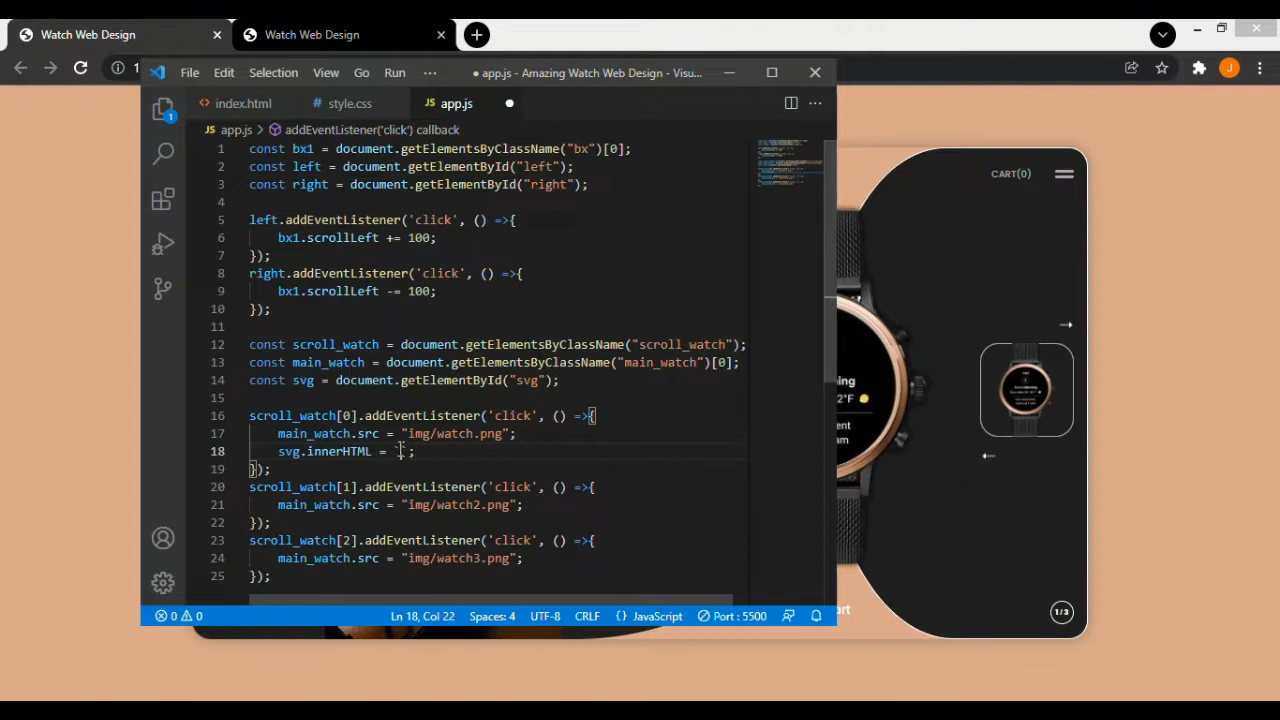 Watch Web Design
Watch Web Design
1
J
File Edit Selection View Go Run ···
● app.js - Amazing Watch Web Design - Visu...
index.html
style.css
JS app.js
JS app.js > addEventListener('click') callback
1
1 const bx1 = document.getElementsByClassName("bx")[0];
2 const left = document.getElementById("left");
3 const right = document.getElementById("right");
4
5 left.addEventListener('click', () =>{
6 bx1.scrollLeft += 100;
7 });
8 right.addEventListener('click', () =>{
9 bx1.scrollLeft -= 100;
10 });
11
12 const scroll_watch = document.getElementsByClassName("scroll_watch");
13 const main_watch = document.getElementsByClassName("main_watch")[0];
14 const svg = document.getElementById("svg");
15
16 scroll_watch[0].addEventListener('click', () =>{
17 main_watch.src = "img/watch.png";
18 svg.innerHTML = ``;
19 });
20 scroll_watch[1].addEventListener('click', () =>{
21 main_watch.src = "img/watch2.png";
22 });
23 scroll_watch[2].addEventListener('click', () =>{
24 main_watch.src = "img/watch3.png";
25 });
0 0
Ln 18, Col 22 Spaces: 4 UTF-8 CRLF {} JavaScript Port : 5500
CART(0)
1/3